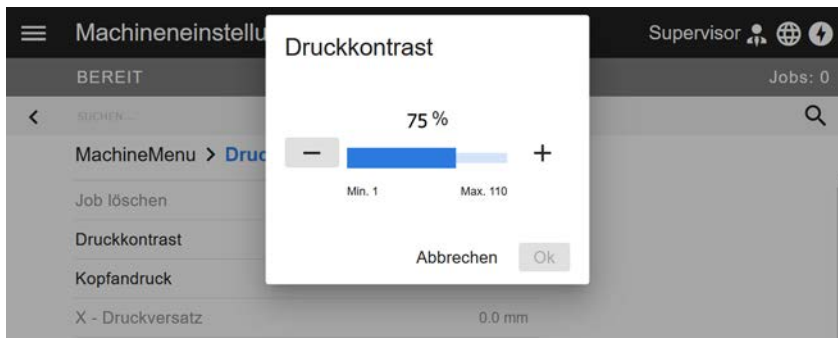 Machineneinstellu
Supervisor
BEREIT
Jobs: 0
SUCHEN...
MachineMenu > Druc
Job löschen
Druckkontrast
Kopfandruck
X - Druckversatz 0.0 mm
Druckkontrast
75 %
− +
Min. 1 Max. 110
Abbrechen Ok